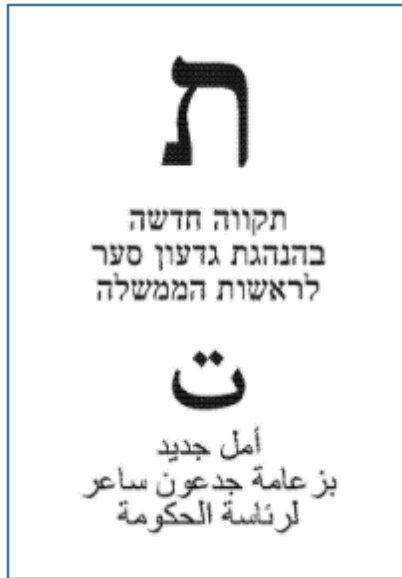 ת
תקווה חדשה
בהנהגת גדעון סער
לראשות הממשלה
ت
أمل جديد
بزعامة جدعون ساعر
لرئاسة الحكومة